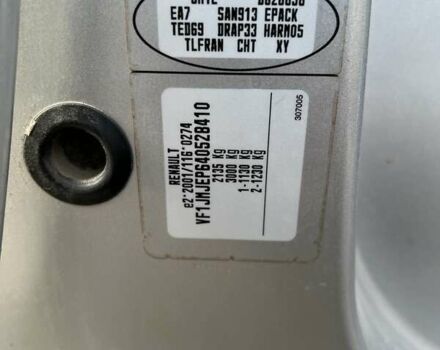 EA7 SAN913 EPACK
TED69 DRAP33 HARM05
TLFRAN CHT XY
RENAULT
e2*2001/116*0274
VF1JMJEP640528410
2135 Kg
3000 Kg
1-1130 Kg
2-1230 Kg
307005